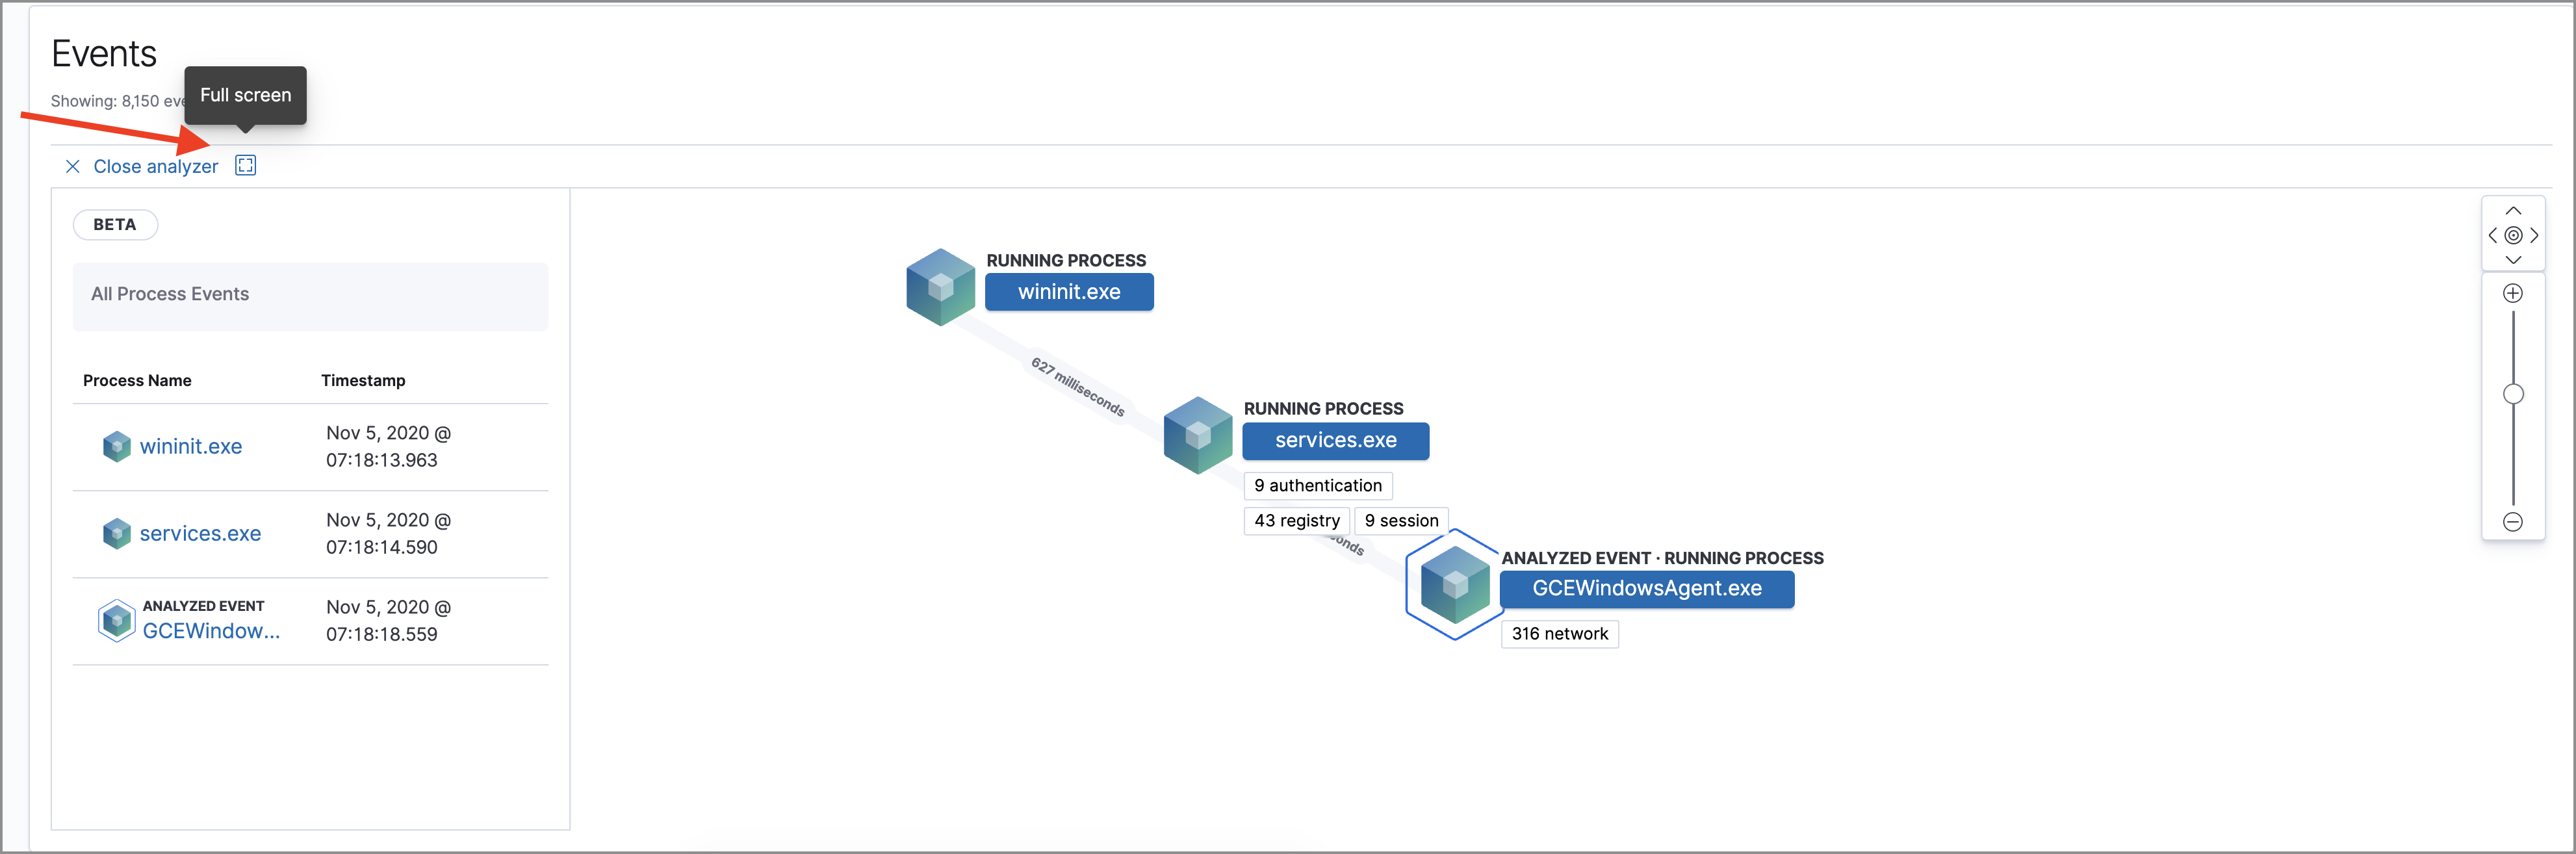 Events
Full screen
Showing: 8,150
Close analyzer
BETA
All Process Events
Process Name Timestamp
wininit.exe
Nov 5, 2020 @
07:18:13.963
services.exe
Nov 5, 2020 @
07:18:14.590
ANALYZED EVENT
GCEWindow...
Nov 5, 2020 @
07:18:18.559
RUNNING PROCESS
wininit.exe
627 milliseconds
RUNNING PROCESS
services.exe
9 authentication
43 registry 9 session
ANALYZED EVENT · RUNNING PROCESS
GCEWindowsAgent.exe
316 network